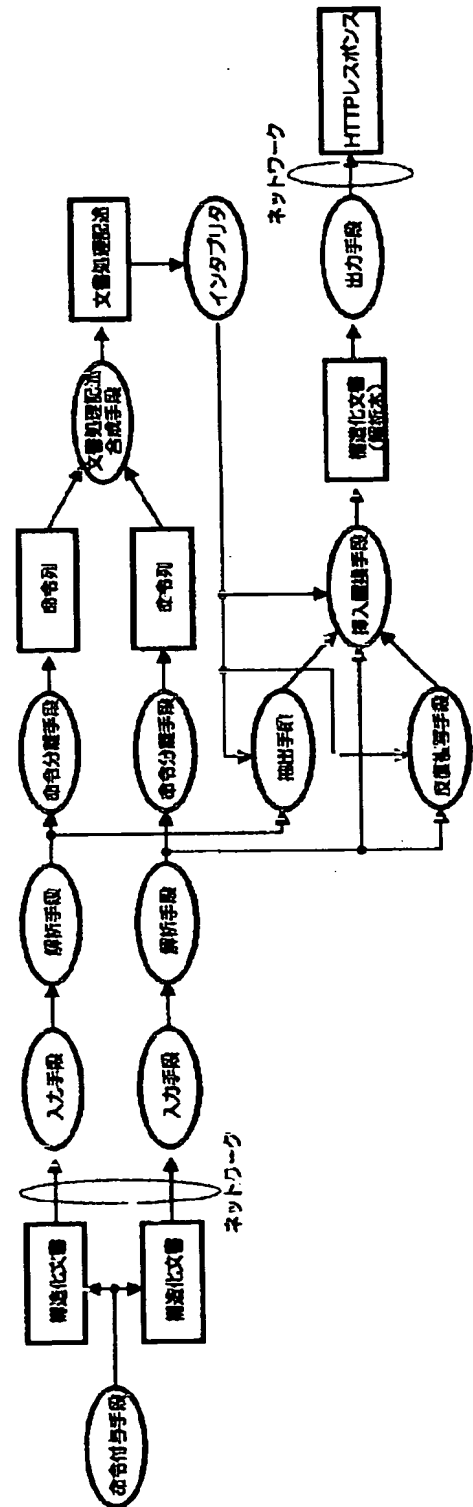 命令付与手段
構造化文書
構造化文書
ネットワーク
入力手段
入力手段
解析手段
解析手段
命令分離手段
命令分離手段
命令列
命令列
文書処理記法
合成手段
文書処理記法
インタプリタ
抽出手段
反復複写手段
挿入置換手段
構造化文書
(解析木)
出力手段
ネットワーク
HTTPレスポンス